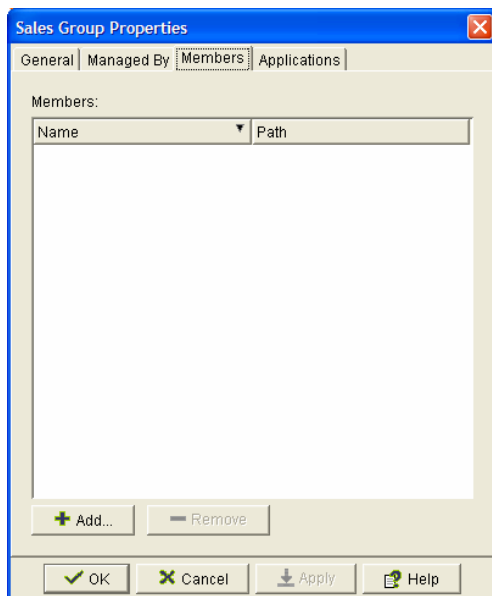 Sales Group Properties
General Managed By Members Applications
Members:
Name Path
Add... Remove
OK Cancel Apply Help